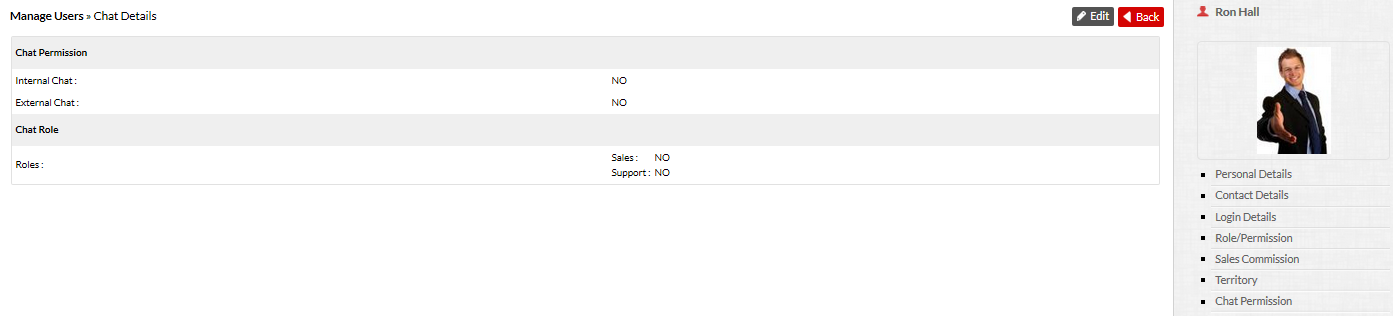 Manage Users » Chat Details
Edit
Back
Chat Permission
Internal Chat : NO
External Chat : NO
Chat Role
Roles : Sales : NO
Support : NO
Ron Hall
Personal Details
Contact Details
Login Details
Role/Permission
Sales Commission
Territory
Chat Permission